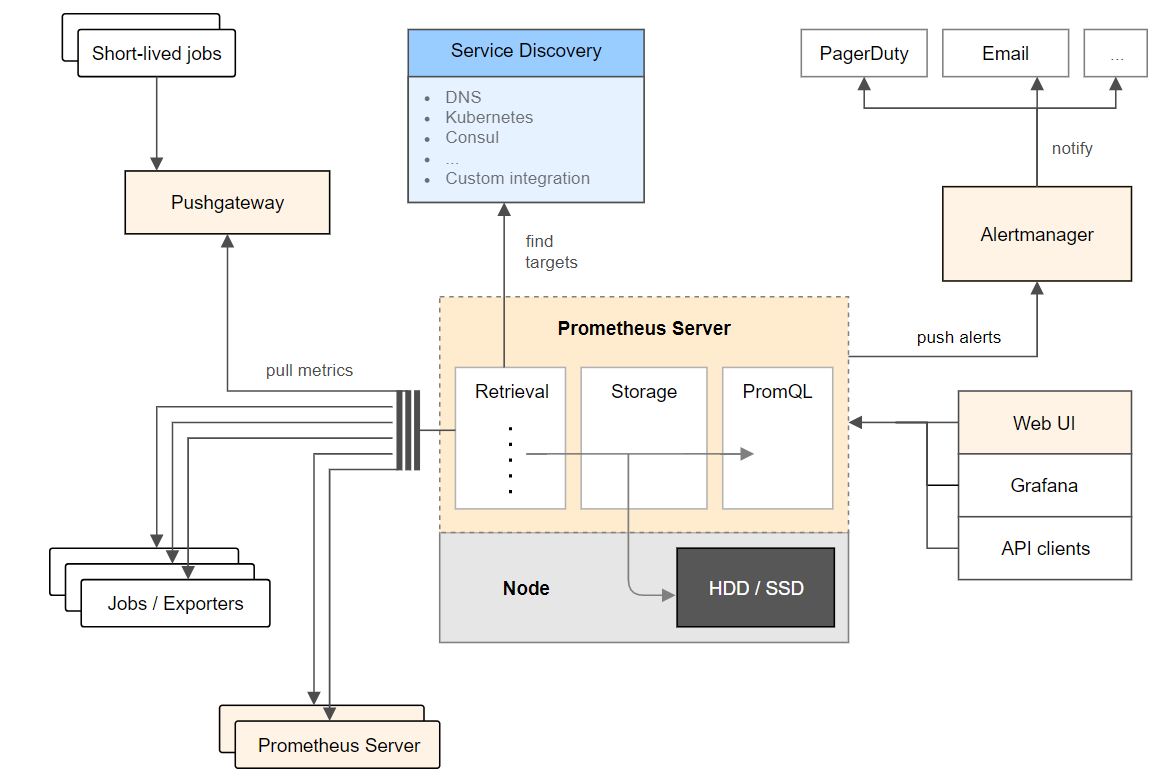 Short-lived jobs
Service Discovery
• DNS
• Kubernetes
• Consul
• ...
• Custom integration
PagerDuty
Email
...
notify
Pushgateway
Alertmanager
find
targets
Prometheus Server
push alerts
pull metrics
Retrieval
Storage
PromQL
Web UI
Grafana
API clients
Node
HDD / SSD
Jobs / Exporters
Prometheus Server